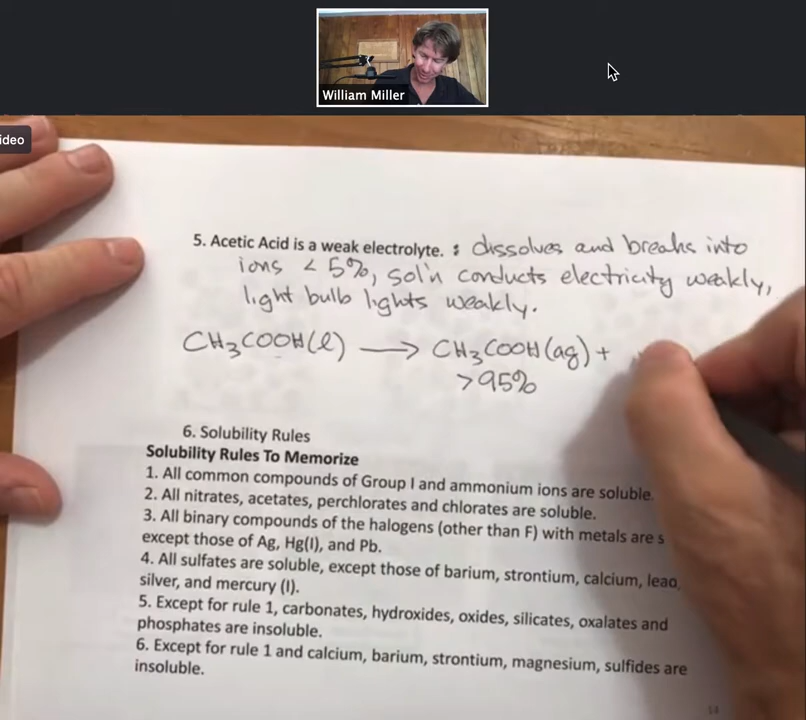 William Miller
ideo
5. Acetic Acid is a weak electrolyte. : dissolves and breaks into
ions < 5%, sol'n conducts electricity weakly,
light bulb lights weakly.
CH₃COOH(l) ⟶ CH₃COOH(aq) +
>95%
6. Solubility Rules
Solubility Rules To Memorize
1. All common compounds of Group I and ammonium ions are soluble.
2. All nitrates, acetates, perchlorates and chlorates are soluble.
3. All binary compounds of the halogens (other than F) with metals are s
except those of Ag, Hg(I), and Pb.
4. All sulfates are soluble, except those of barium, strontium, calcium, lead,
silver, and mercury (I).
5. Except for rule 1, carbonates, hydroxides, oxides, silicates, oxalates and
phosphates are insoluble.
6. Except for rule 1 and calcium, barium, strontium, magnesium, sulfides are
insoluble.